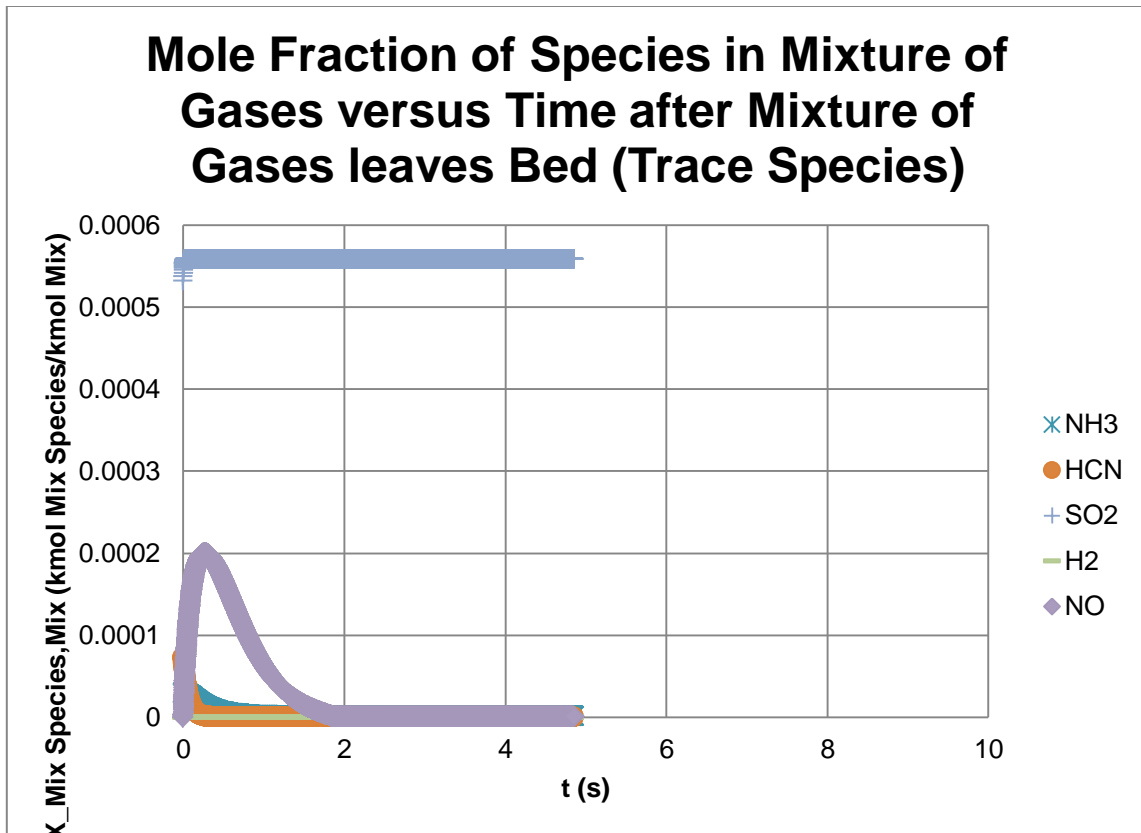 Mole Fraction of Species in Mixture of
Gases versus Time after Mixture of
Gases leaves Bed (Trace Species)
X_Mix Species,Mix (kmol Mix Species/kmol Mix)
0.0006
0.0005
0.0004
0.0003
0.0002
0.0001
0
0 2 4 6 8 10
t (s)
NH3
HCN
SO2
H2
NO